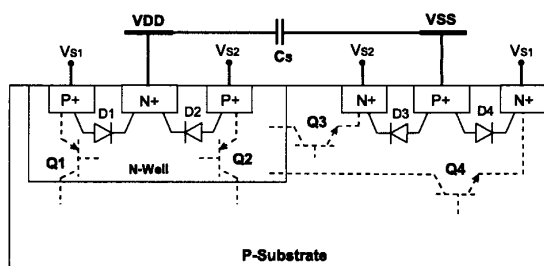 VDD
VSS
Cs
VS1
VS2
VS2
VS1
P+
N+
P+
N+
P+
N+
D1
D2
D3
D4
Q3
Q1
Q2
N-Well
Q4
P-Substrate